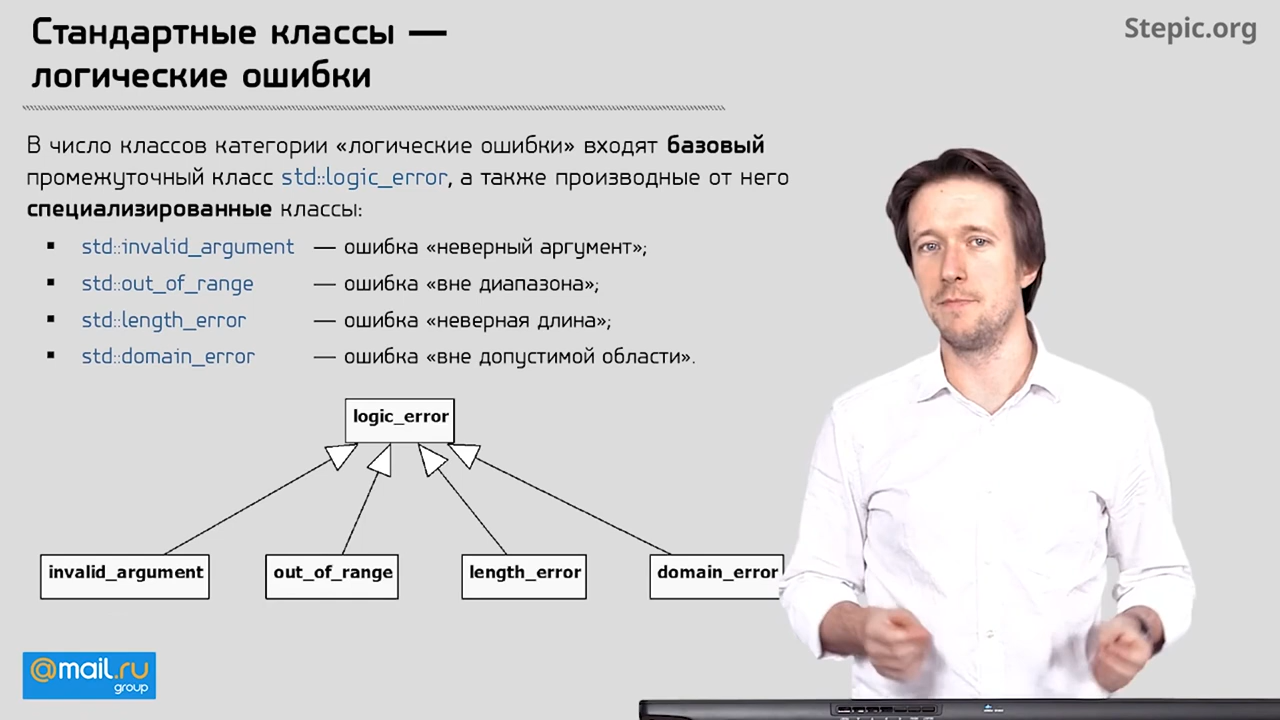 Стандартные классы —
логические ошибки
Stepic.org
В число классов категории «логические ошибки» входят базовый
промежуточный класс std::logic_error, а также производные от него
специализированные классы:
▪ std::invalid_argument — ошибка «неверный аргумент»;
▪ std::out_of_range — ошибка «вне диапазона»;
▪ std::length_error — ошибка «неверная длина»;
▪ std::domain_error — ошибка «вне допустимой области».
logic_error
invalid_argument out_of_range length_error domain_error
@mail.ru
group